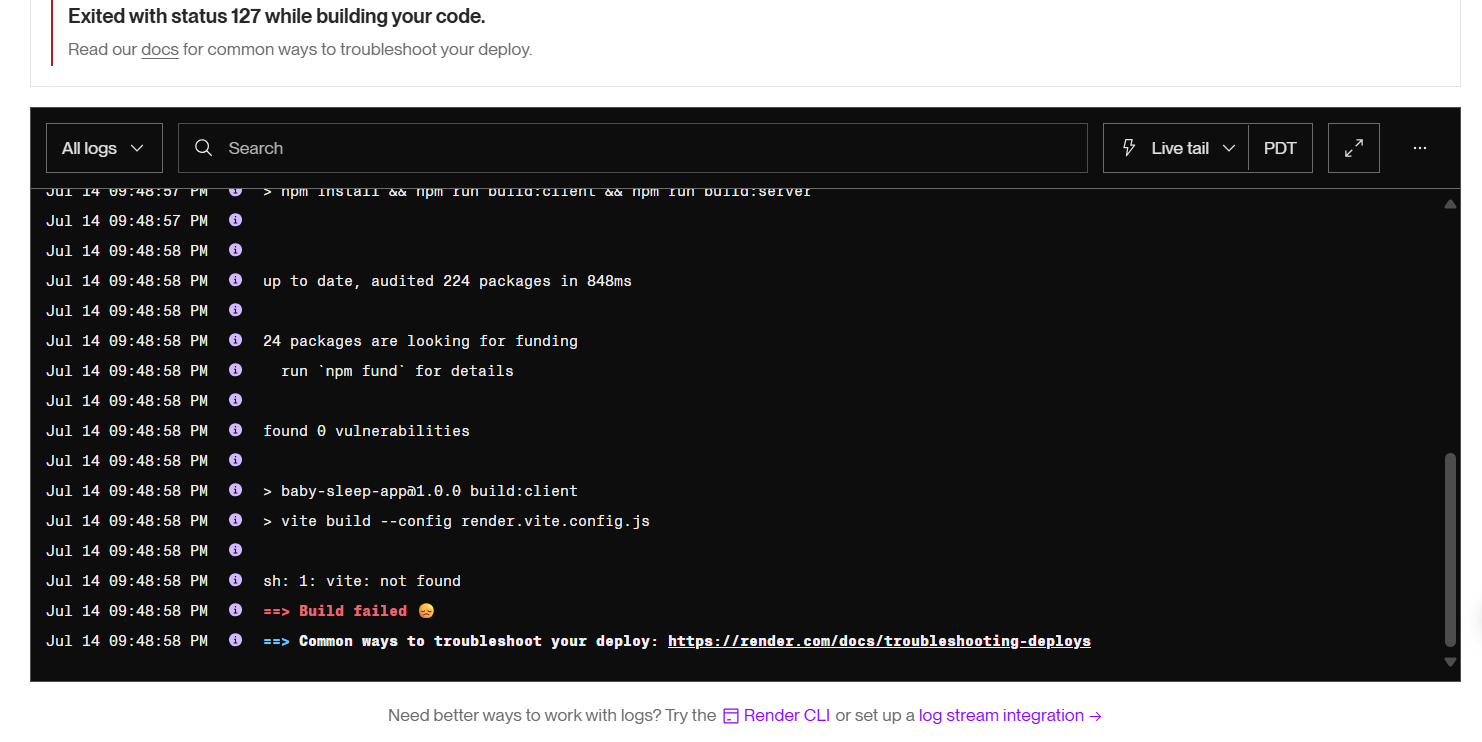 Exited with status 127 while building your code.
Read our docs for common ways to troubleshoot your deploy.
All logs Search Live tail PDT ...
Jul 14 09:48:57 PM > npm install && npm run build:client && npm run build:server
Jul 14 09:48:57 PM
Jul 14 09:48:58 PM
Jul 14 09:48:58 PM up to date, audited 224 packages in 848ms
Jul 14 09:48:58 PM
Jul 14 09:48:58 PM 24 packages are looking for funding
Jul 14 09:48:58 PM run `npm fund` for details
Jul 14 09:48:58 PM
Jul 14 09:48:58 PM found 0 vulnerabilities
Jul 14 09:48:58 PM
Jul 14 09:48:58 PM > baby-sleep-app@1.0.0 build:client
Jul 14 09:48:58 PM > vite build --config render.vite.config.js
Jul 14 09:48:58 PM
Jul 14 09:48:58 PM sh: 1: vite: not found
Jul 14 09:48:58 PM ==> Build failed 😞
Jul 14 09:48:58 PM ==> Common ways to troubleshoot your deploy: https://render.com/docs/troubleshooting-deploys
Need better ways to work with logs? Try the Render CLI or set up a log stream integration →